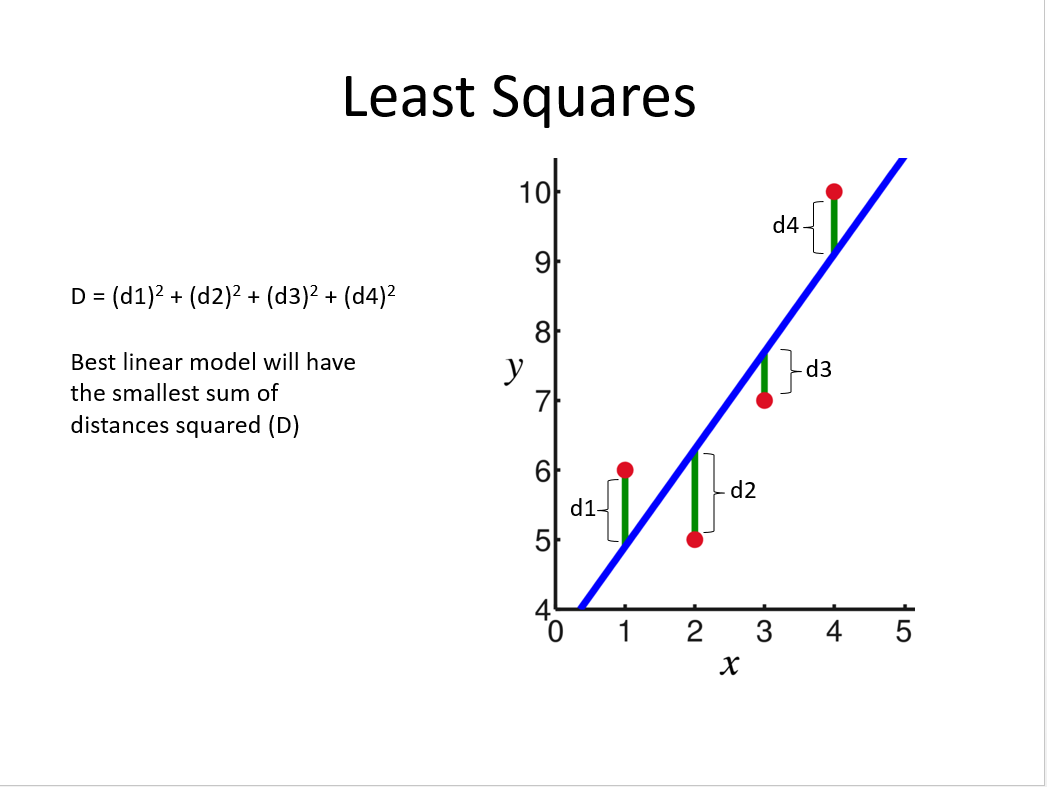 Least Squares
D = (d1)² + (d2)² + (d3)² + (d4)²
Best linear model will have
the smallest sum of
distances squared (D)
10
9
8
7
6
5
4
y
d4
d3
d2
d1
0 1 2 3 4 5
x